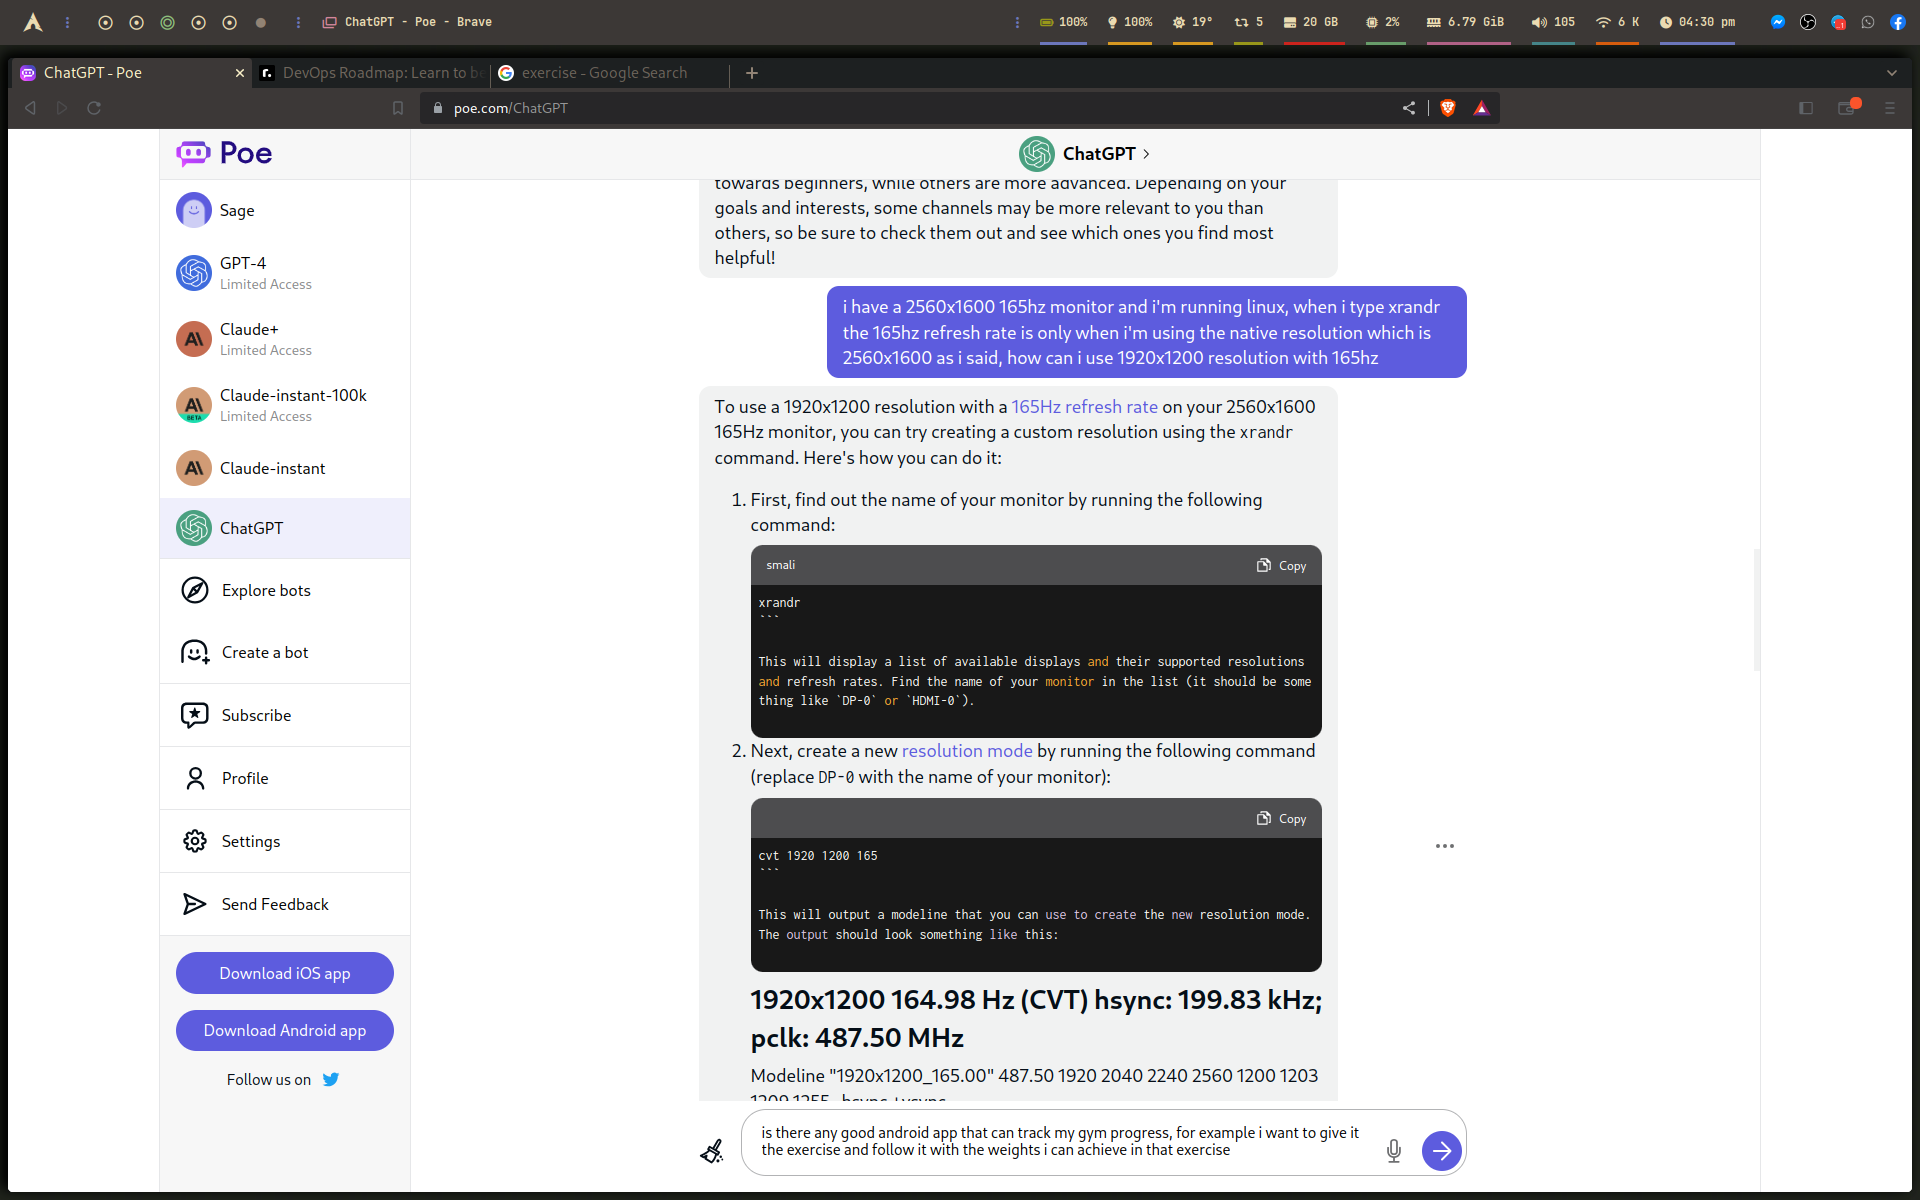 ChatGPT - Poe - Brave
100%
100%
19°
5
20 GB
2%
6.79 GiB
105
6 K
04:30 pm
ChatGPT - Poe
DevOps Roadmap: Learn to be
exercise - Google Search
poe.com/ChatGPT
Poe
ChatGPT
Sage
GPT-4
Limited Access
Claude+
Limited Access
Claude-instant-100k
Limited Access
BETA
Claude-instant
ChatGPT
Explore bots
Create a bot
Subscribe
Profile
Settings
Send Feedback
Download iOS app
Download Android app
Follow us on
towards beginners, while others are more advanced. Depending on your
goals and interests, some channels may be more relevant to you than
others, so be sure to check them out and see which ones you find most
helpful!
i have a 2560x1600 165hz monitor and i'm running linux, when i type xrandr
the 165hz refresh rate is only when i'm using the native resolution which is
2560x1600 as i said, how can i use 1920x1200 resolution with 165hz
To use a 1920x1200 resolution with a 165Hz refresh rate on your 2560x1600
165Hz monitor, you can try creating a custom resolution using the xrandr
command. Here's how you can do it:
1. First, find out the name of your monitor by running the following
command:
smali
Copy
xrandr
```
This will display a list of available displays and their supported resolutions
and refresh rates. Find the name of your monitor in the list (it should be some
thing like `DP-0` or `HDMI-0`).
2. Next, create a new resolution mode by running the following command
(replace DP-0 with the name of your monitor):
Copy
cvt 1920 1200 165
```
This will output a modeline that you can use to create the new resolution mode.
The output should look something like this:
1920x1200 164.98 Hz (CVT) hsync: 199.83 kHz;
pclk: 487.50 MHz
Modeline "1920x1200_165.00" 487.50 1920 2040 2240 2560 1200 1203
1209 1255 -hsync +vsync
is there any good android app that can track my gym progress, for example i want to give it
the exercise and follow it with the weights i can achieve in that exercise